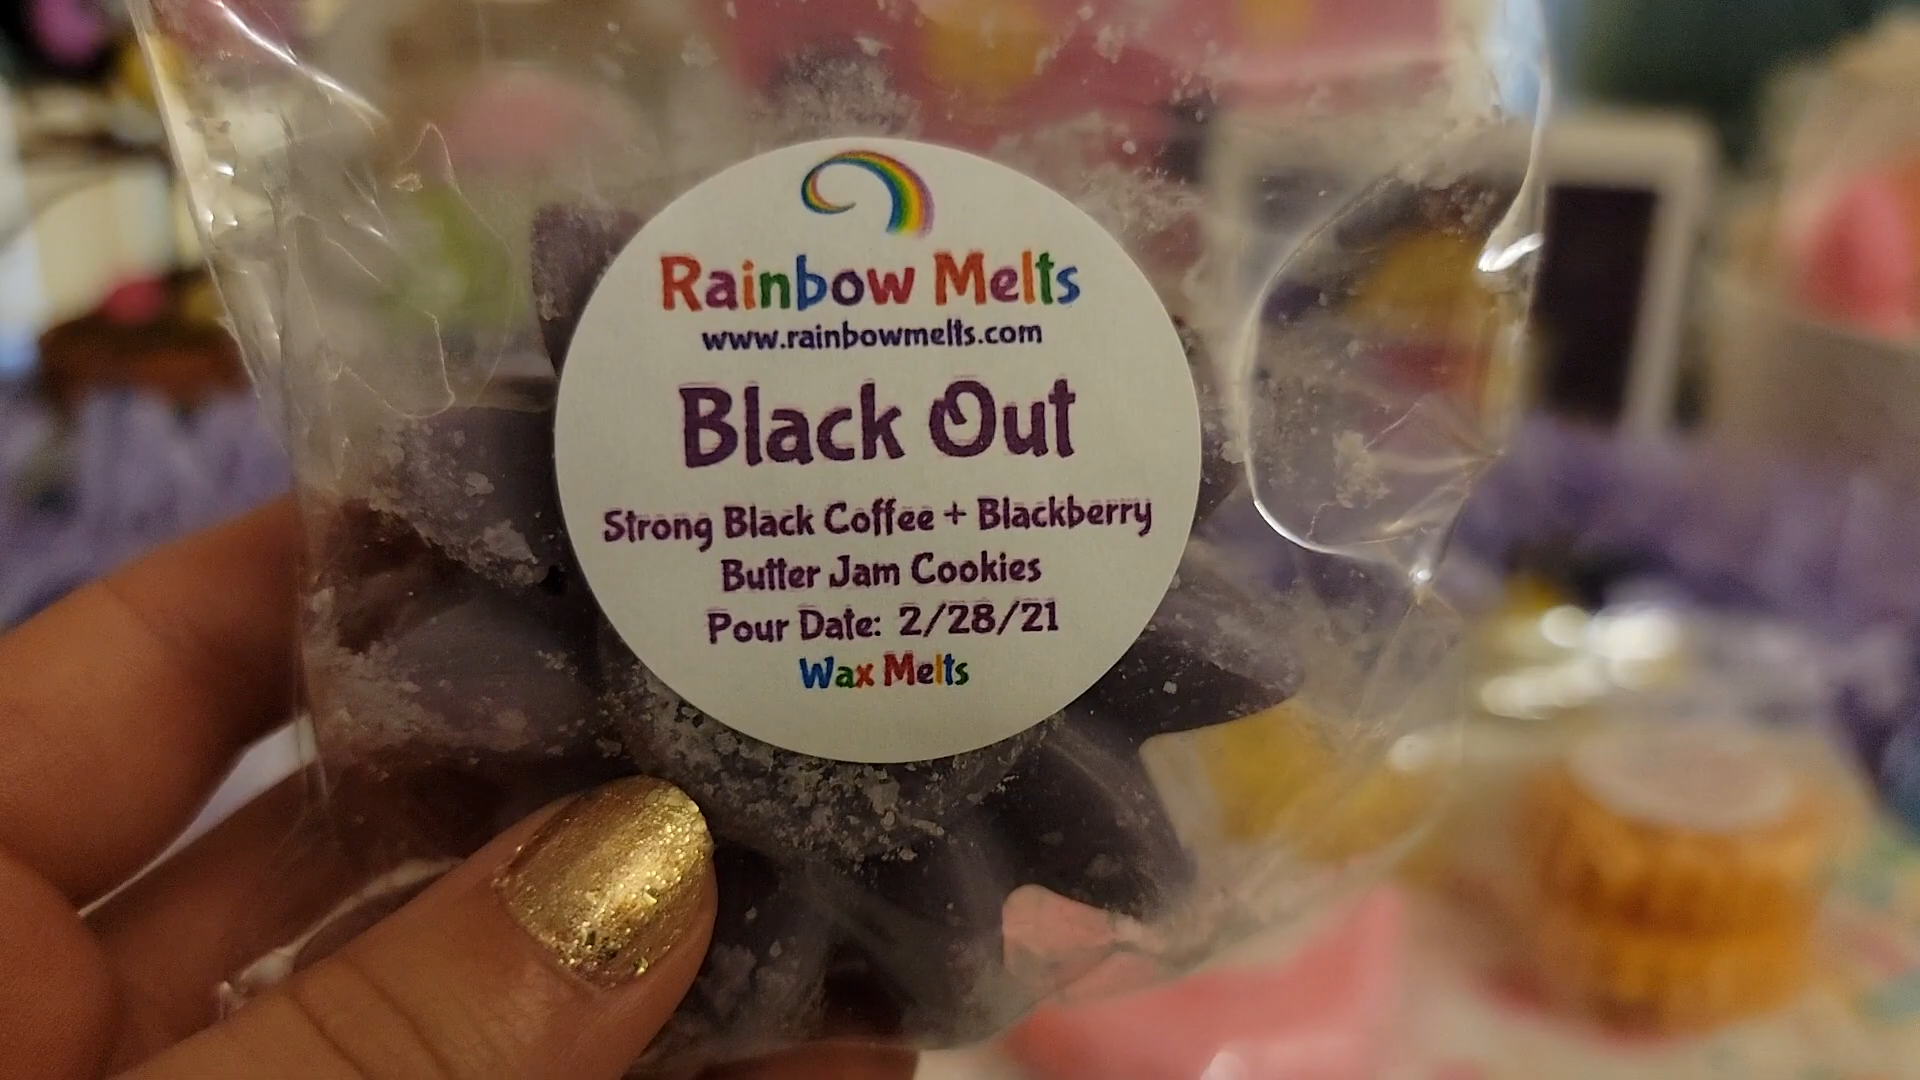 Rainbow Melts
www.rainbowmelts.com
Black Out
Strong Black Coffee + Blackberry
Butter Jam Cookies
Pour Date: 2/28/21
Wax Melts